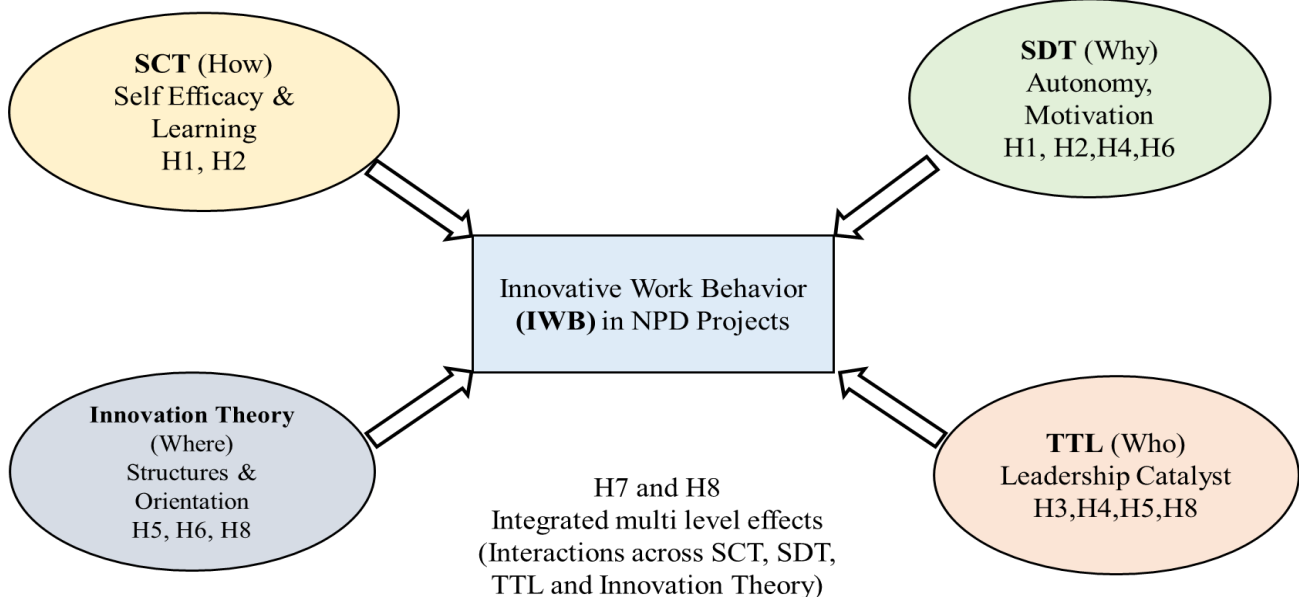 SCT (How)
Self Efficacy &
Learning
H1, H2
SDT (Why)
Autonomy,
Motivation
H1, H2,H4,H6
Innovative Work Behavior
(IWB) in NPD Projects
Innovation Theory
(Where)
Structures &
Orientation
H5, H6, H8
TTL (Who)
Leadership Catalyst
H3,H4,H5,H8
H7 and H8
Integrated multi level effects
(Interactions across SCT, SDT,
TTL and Innovation Theory)